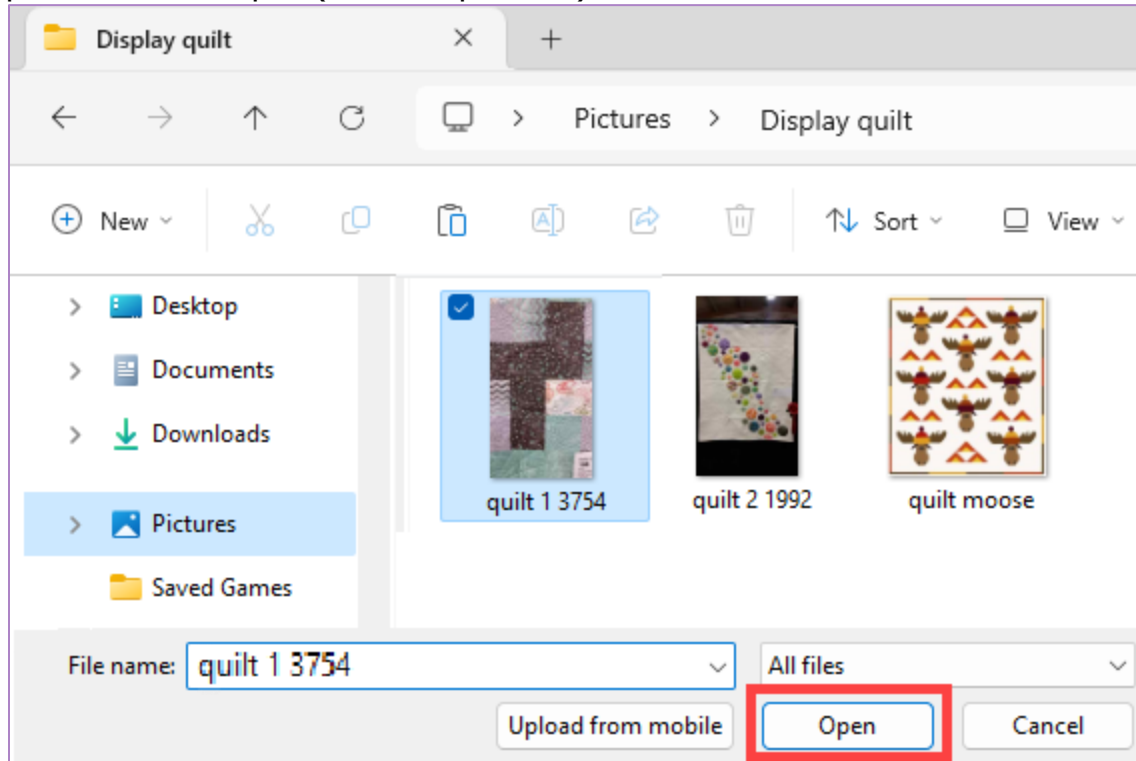 Display quilt
Pictures > Display quilt
New
Sort
View
Desktop
Documents
Downloads
Pictures
Saved Games
quilt 1 3754
quilt 2 1992
quilt moose
File name: quilt 1 3754
All files
Upload from mobile
Open
Cancel